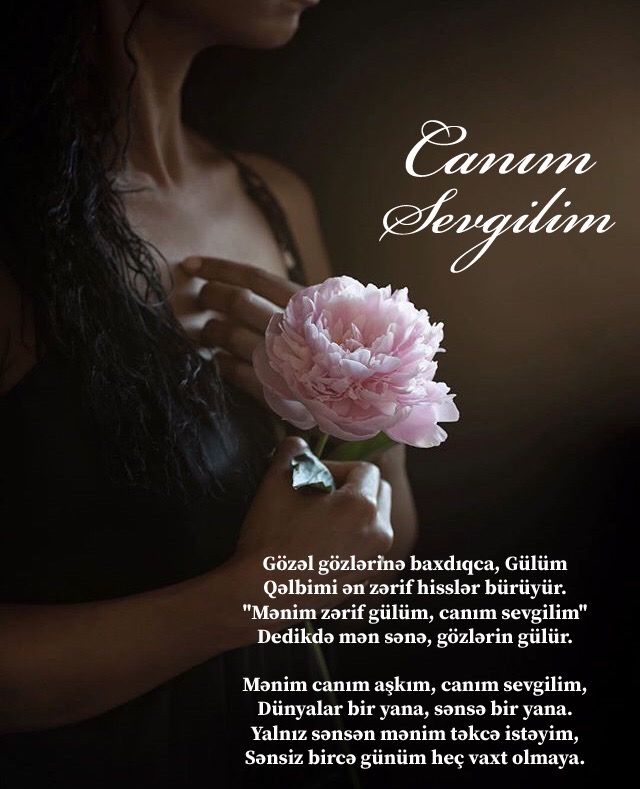 Canım
Sevgilim
Gözəl gözlərinə baxdıqca, Gülüm
Qəlbimi ən zərif hisslər bürüyür.
"Mənim zərif gülüm, canım sevgilim"
Dedikdə mən sənə, gözlərin gülür.
Mənim canım aşkım, canım sevgilim,
Dünyalar bir yana, sənsə bir yana.
Yalnız sənsən mənim təkcə istəyim,
Sənsiz bircə günüm heç vaxt olmaya.